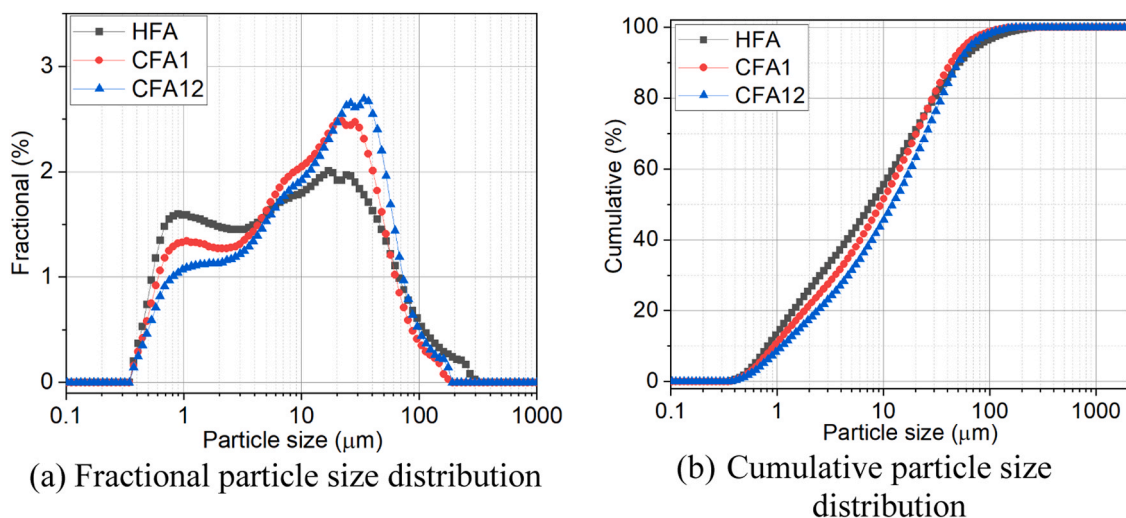 HFA
CFA1
CFA12
3
2
1
0
Fractional (%)
0.1 1 10 100 1000
Particle size (μm)
(a) Fractional particle size distribution
HFA
CFA1
CFA12
100
80
60
40
20
0
Cumulative (%)
0.1 1 10 100 1000
Particle size (μm)
(b) Cumulative particle size
distribution